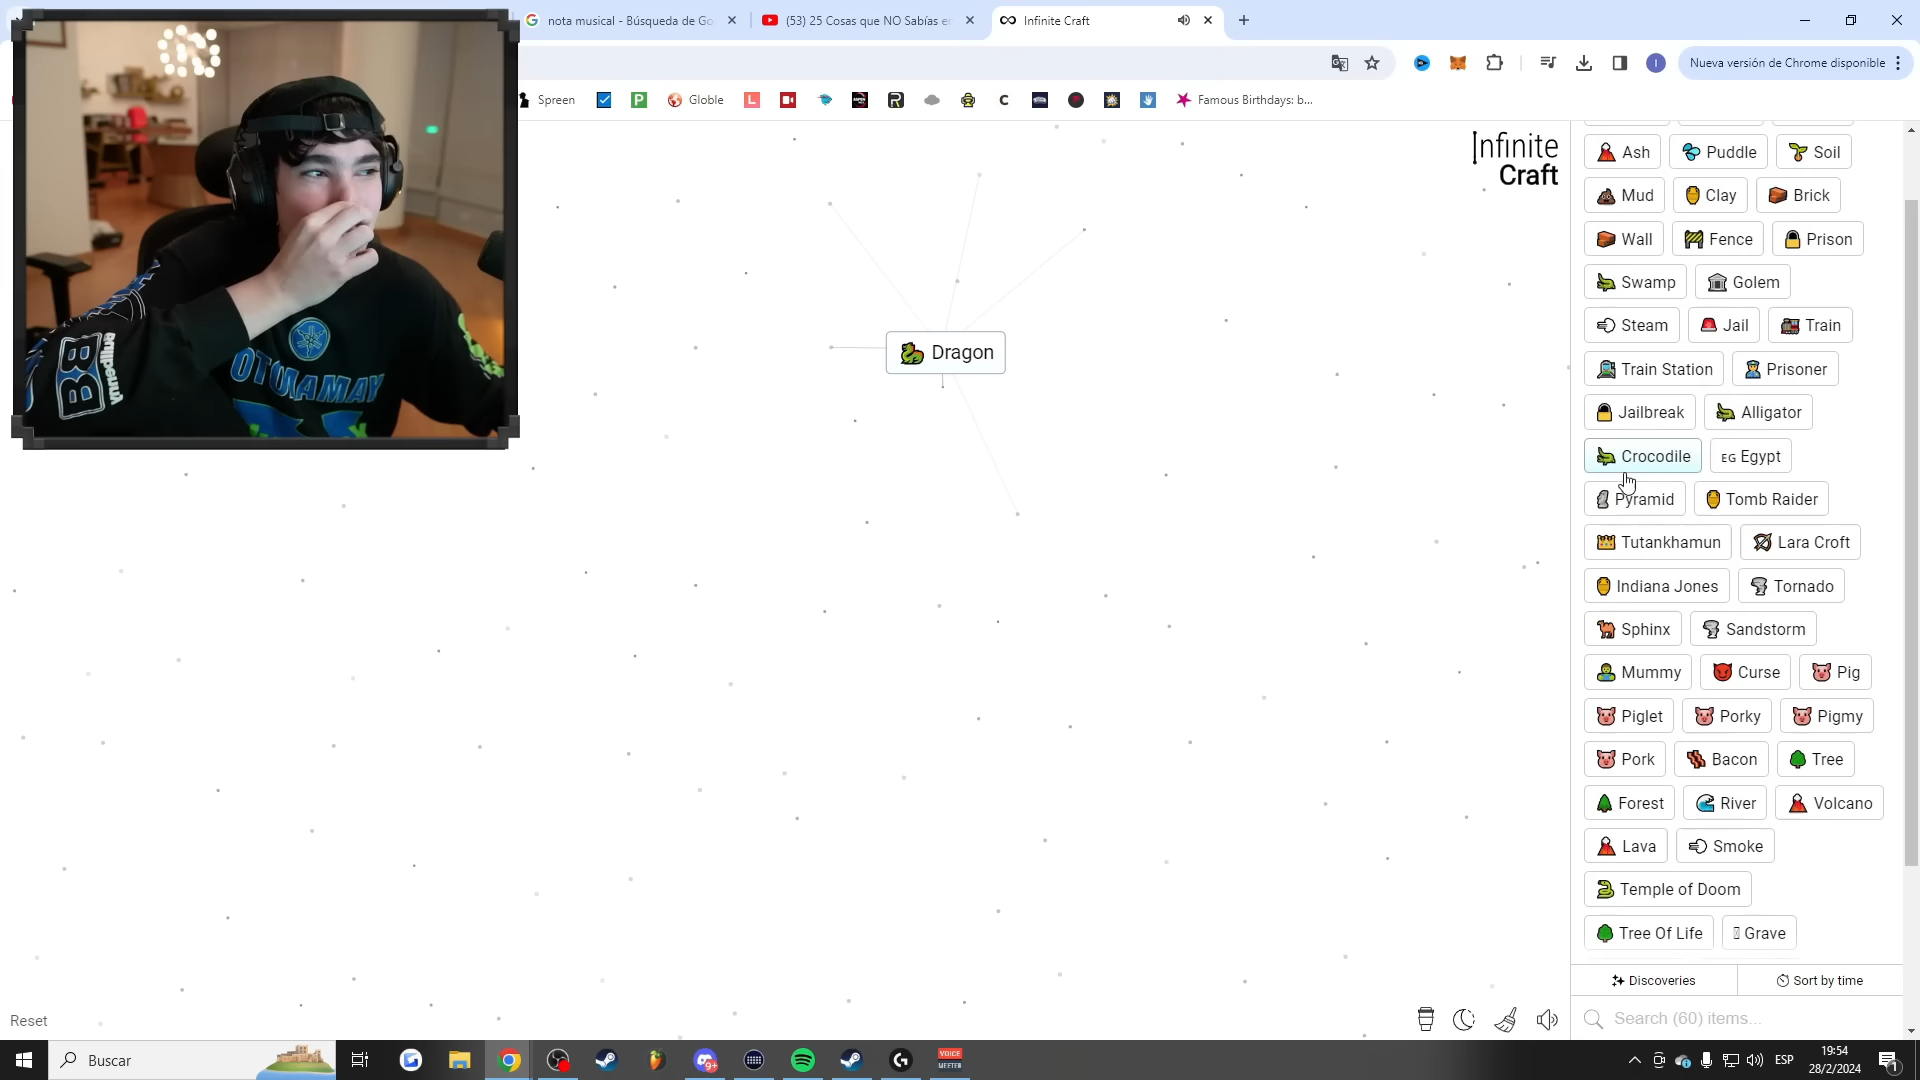 nota musical - Búsqueda de Go
(53) 25 Cosas que NO Sabías e
Infinite Craft
Nueva versión de Chrome disponible
Spreen
Globle
Famous Birthdays: b...
Infinite
Craft
Ash Puddle Soil
Mud Clay Brick
Wall Fence Prison
Swamp Golem
Steam Jail Train
Train Station Prisoner
Jailbreak Alligator
Crocodile EG Egypt
Pyramid Tomb Raider
Tutankhamun Lara Croft
Indiana Jones Tornado
Sphinx Sandstorm
Mummy Curse Pig
Piglet Porky Pigmy
Pork Bacon Tree
Forest River Volcano
Lava Smoke
Temple of Doom
Tree Of Life Grave
Dragon
Discoveries Sort by time
Search (60) items...
Reset
Buscar
9+
VOICE
MEETER
ESP
19:54
28/2/2024
1